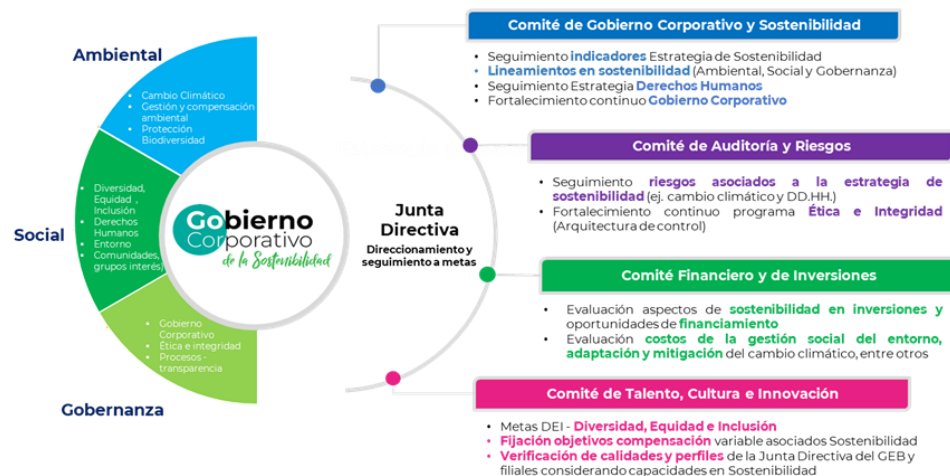 Ambiental
• Cambio Climático
• Gestión y compensación
ambiental
• Protección
Biodiversidad
Social
• Diversidad,
Equidad ,
Inclusión
• Derechos
Humanos
• Entorno
• Comunidades,
grupos interés)
• Gobierno
Corporativo
• Ética e integridad
• Procesos -
transparencia
Gobernanza
Gobierno
Corporativo
de la Sostenibilidad
Junta
Directiva
Direccionamiento y
seguimiento a metas
Comité de Gobierno Corporativo y Sostenibilidad
• Seguimiento indicadores Estrategia de Sostenibilidad
• Lineamientos en sostenibilidad (Ambiental, Social y Gobernanza)
• Seguimiento Estrategia Derechos Humanos
• Fortalecimiento continuo Gobierno Corporativo
Comité de Auditoría y Riesgos
• Seguimiento riesgos asociados a la estrategia de
sostenibilidad (ej. cambio climático y DD.HH.)
• Fortalecimiento continuo programa Ética e Integridad
(Arquitectura de control)
Comité Financiero y de Inversiones
• Evaluación aspectos de sostenibilidad en inversiones y
oportunidades de financiamiento
• Evaluación costos de la gestión social del entorno,
adaptación y mitigación del cambio climático, entre otros
Comité de Talento, Cultura e Innovación
• Metas DEI - Diversidad, Equidad e Inclusión
• Fijación objetivos compensación variable asociados Sostenibilidad
• Verificación de calidades y perfiles de la Junta Directiva del GEB y
filiales considerando capacidades en Sostenibilidad